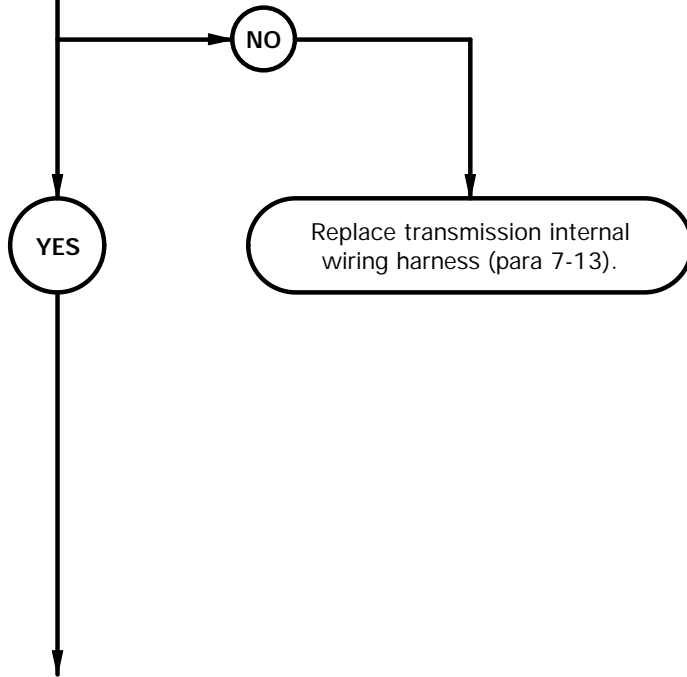 NO
YES
Replace transmission internal
wiring harness (para 7-13).